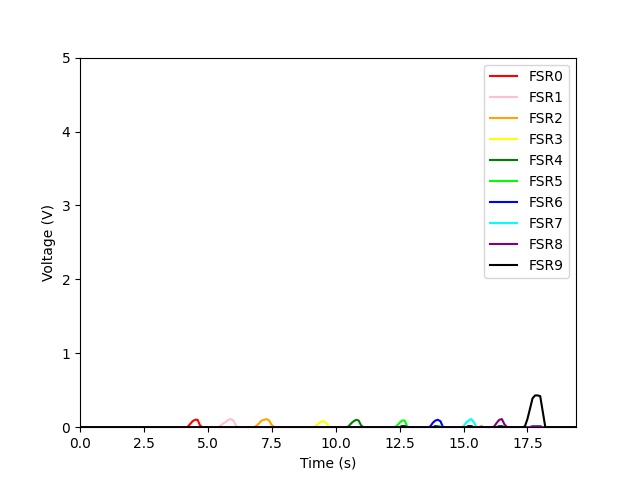 5
4
3
2
1
0
Voltage (V)
FSR0
FSR1
FSR2
FSR3
FSR4
FSR5
FSR6
FSR7
FSR8
FSR9
0.0 2.5 5.0 7.5 10.0 12.5 15.0 17.5
Time (s)